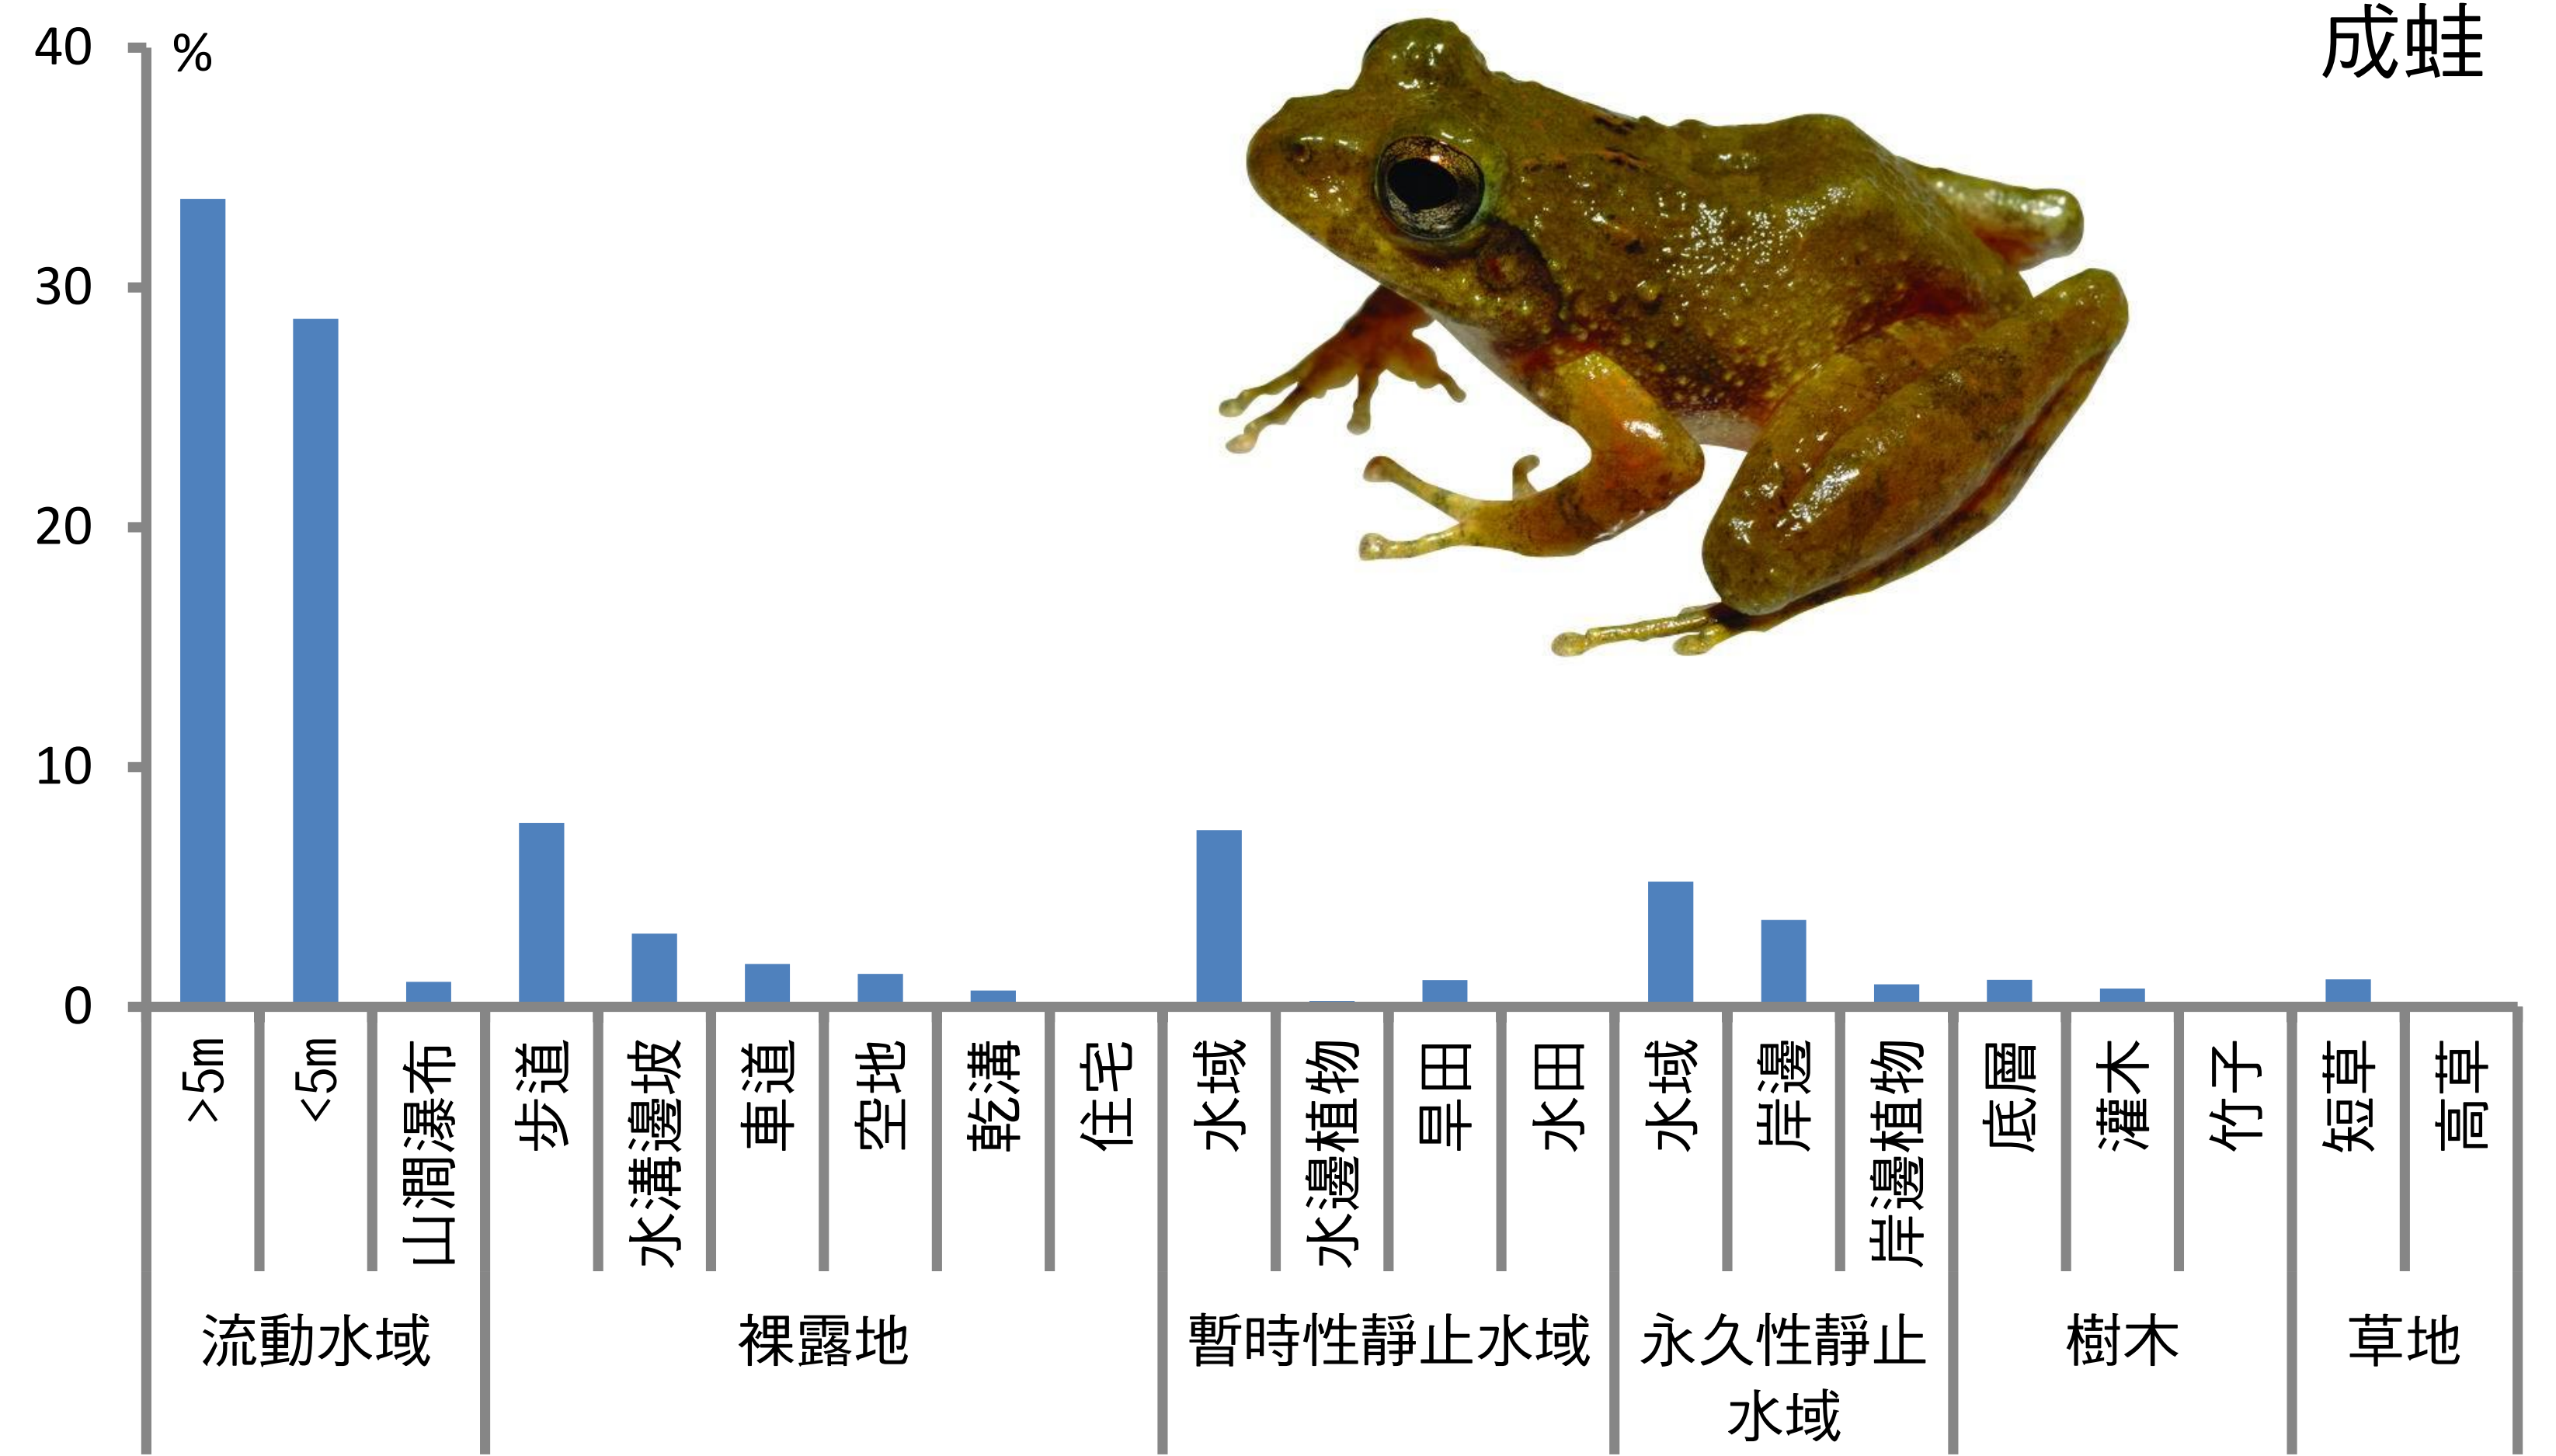 成蛙
%
40
30
20
10
0
>5m
<5m
山澗瀑布
步道
水溝邊坡
車道
空地
乾溝
住宅
水域
水邊植物
旱田
水田
水域
岸邊
岸邊植物
底層
灌木
竹子
短草
高草
流動水域
裸露地
暫時性靜止水域
永久性靜止
水域
樹木
草地